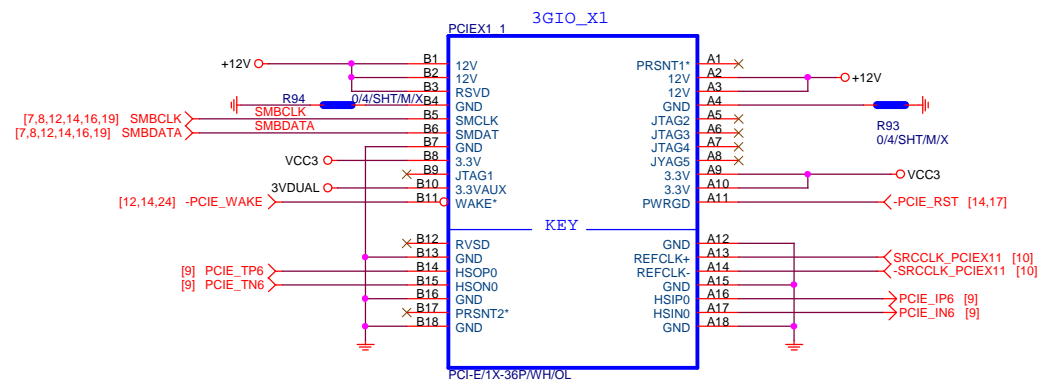 3GIO_X1
PCIEX1_1
+12V B1 12V PRSNT1* A1
B2 12V 12V A2 +12V
B3 RSVD 12V A3
R94 0/4/SHT/M/X B4 GND GND A4
[7,8,12,14,16,19] SMBCLK SMBCLK B5 SMCLK JTAG2 A5 R93
[7,8,12,14,16,19] SMBDATA SMBDATA B6 SMDAT JTAG3 A6 0/4/SHT/M/X
B7 GND JTAG4 A7
VCC3 B8 3.3V JYAG5 A8
B9 JTAG1 3.3V A9 VCC3
3VDUAL B10 3.3VAUX 3.3V A10
[12,14,24] -PCIE_WAKE B11 WAKE* PWRGD A11 -PCIE_RST [14,17]
KEY
B12 RVSD GND A12
B13 GND REFCLK+ A13 SRCCLK_PCIEX11 [10]
[9] PCIE_TP6 B14 HSOP0 REFCLK- A14 -SRCCLK_PCIEX11 [10]
[9] PCIE_TN6 B15 HSON0 GND A15
B16 GND HSIP0 A16 PCIE_IP6 [9]
B17 PRSNT2* HSIN0 A17 PCIE_IN6 [9]
B18 GND GND A18
PCI-E/1X-36P/WH/OL